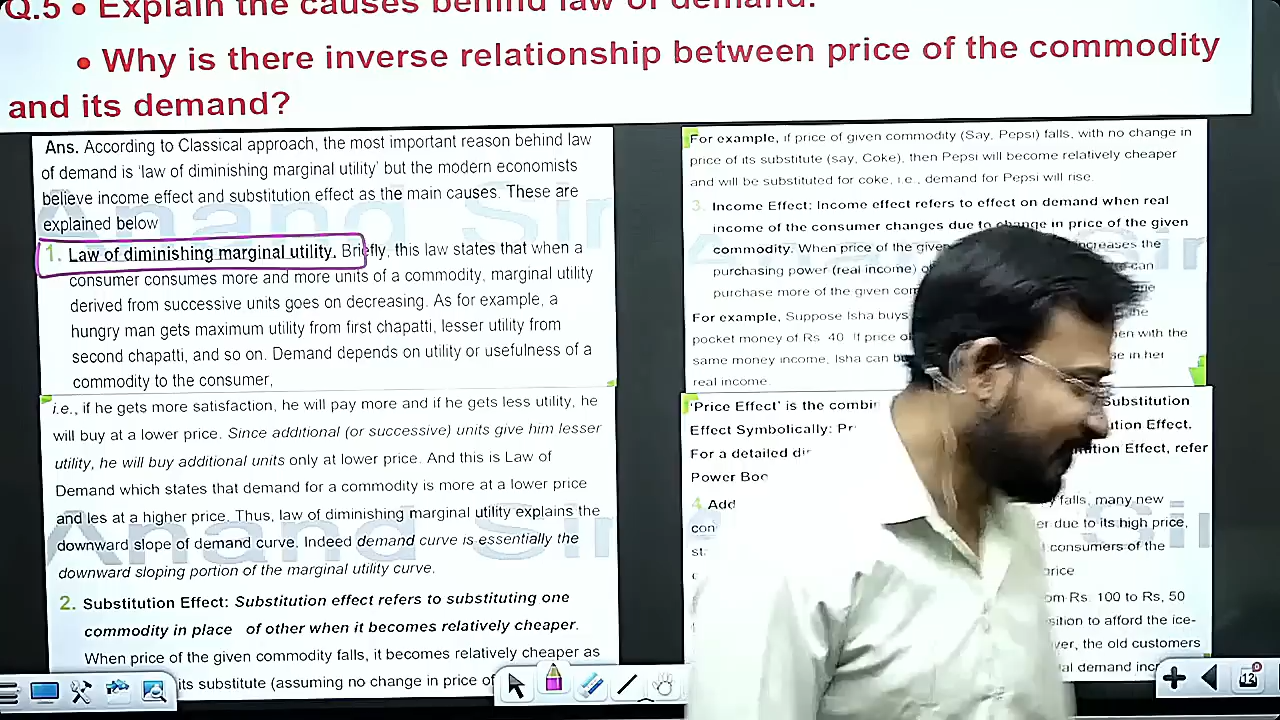 Q.5 • Explain the causes behind law of demand.
• Why is there inverse relationship between price of the commodity
and its demand?
Ans. According to Classical approach, the most important reason behind law
of demand is 'law of diminishing marginal utility' but the modern economists
believe income effect and substitution effect as the main causes. These are
explained below
1. Law of diminishing marginal utility. Briefly, this law states that when a
consumer consumes more and more units of a commodity, marginal utility
derived from successive units goes on decreasing. As for example, a
hungry man gets maximum utility from first chapatti, lesser utility from
second chapatti, and so on. Demand depends on utility or usefulness of a
commodity to the consumer,
i.e., if he gets more satisfaction, he will pay more and if he gets less utility, he
will buy at a lower price. Since additional (or successive) units give him lesser
utility, he will buy additional units only at lower price. And this is Law of
Demand which states that demand for a commodity is more at a lower price
and les at a higher price. Thus, law of diminishing marginal utility explains the
downward slope of demand curve. Indeed demand curve is essentially the
downward sloping portion of the marginal utility curve.
2. Substitution Effect: Substitution effect refers to substituting one
commodity in place of other when it becomes relatively cheaper.
When price of the given commodity falls, it becomes relatively cheaper as
its substitute (assuming no change in price of
For example, if price of given commodity (Say, Pepsi) falls, with no change in
price of its substitute (say, Coke), then Pepsi will become relatively cheaper
and will be substituted for coke, i.e., demand for Pepsi will rise.
3. Income Effect: Income effect refers to effect on demand when real
income of the consumer changes due to change in price of the given
commodity. When price of the given increases the
purchasing power (real income) can
purchase more of the given
For example, Suppose Isha buys the
pocket money of Rs. 40. If price with the
same money income, Isha can in her
real income.
'Price Effect' is the Substitution
Effect Symbolically: Effect.
For a detailed Effect, refer
Power
4 falls, many new
due to its high price,
consumers of the
price
Rs. 100 to Rs, 50
to afford the ice-
the old customers
demand
12
Anand Sin
Anand Sin